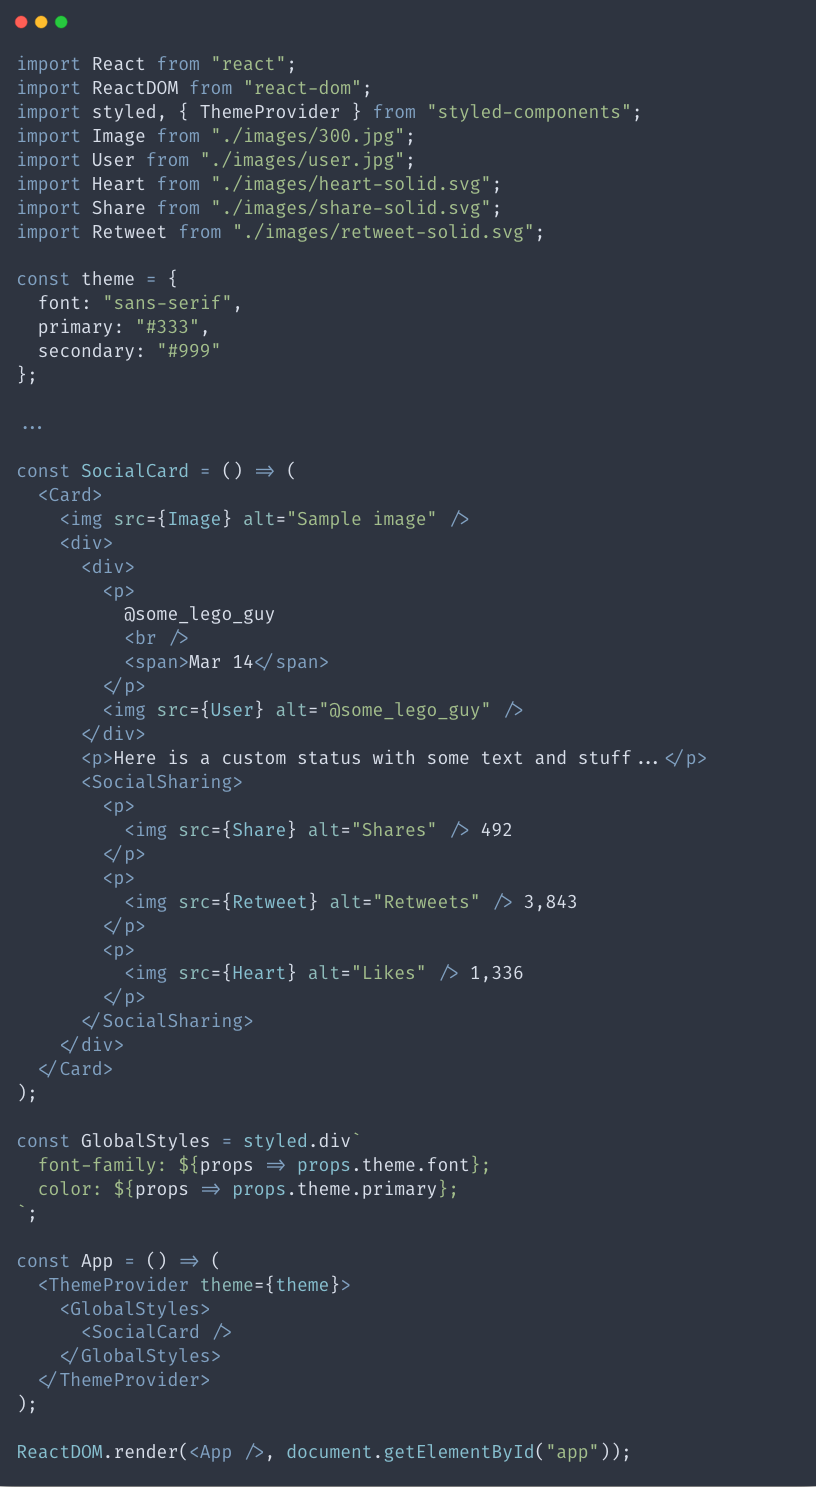 import React from "react";
import ReactDOM from "react-dom";
import styled, { ThemeProvider } from "styled-components";
import Image from "./images/300.jpg";
import User from "./images/user.jpg";
import Heart from "./images/heart-solid.svg";
import Share from "./images/share-solid.svg";
import Retweet from "./images/retweet-solid.svg";

const theme = {
  font: "sans-serif",
  primary: "#333",
  secondary: "#999"
};

...

const SocialCard = () => (
  <Card>
    <img src={Image} alt="Sample image" />
    <div>
      <div>
        <p>
          @some_lego_guy
          <br />
          <span>Mar 14</span>
        </p>
        <img src={User} alt="@some_lego_guy" />
      </div>
      <p>Here is a custom status with some text and stuff...</p>
      <SocialSharing>
        <p>
          <img src={Share} alt="Shares" /> 492
        </p>
        <p>
          <img src={Retweet} alt="Retweets" /> 3,843
        </p>
        <p>
          <img src={Heart} alt="Likes" /> 1,336
        </p>
      </SocialSharing>
    </div>
  </Card>
);

const GlobalStyles = styled.div`
  font-family: ${props => props.theme.font};
  color: ${props => props.theme.primary};
`;

const App = () => (
  <ThemeProvider theme={theme}>
    <GlobalStyles>
      <SocialCard />
    </GlobalStyles>
  </ThemeProvider>
);

ReactDOM.render(<App />, document.getElementById("app"));